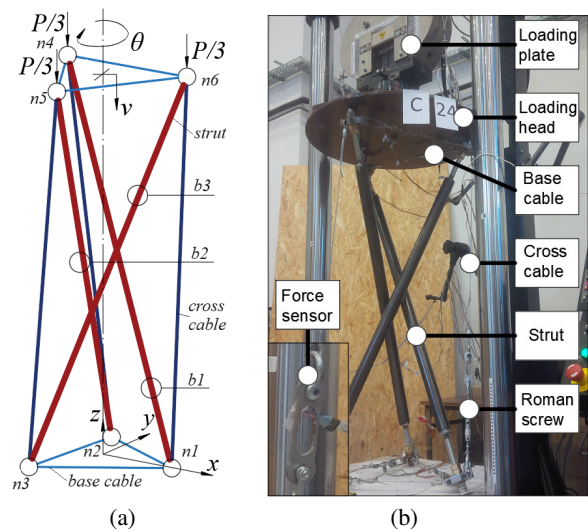 P/3
n4
θ
P/3
P/3
n5
n6
v
strut
b3
b2
cross
cable
b1
z
y
n2
n1
x
n3
base cable
(a)
Loading
plate
C
24
Loading
head
Base
cable
Cross
cable
Force
sensor
Strut
Roman
screw
(b)